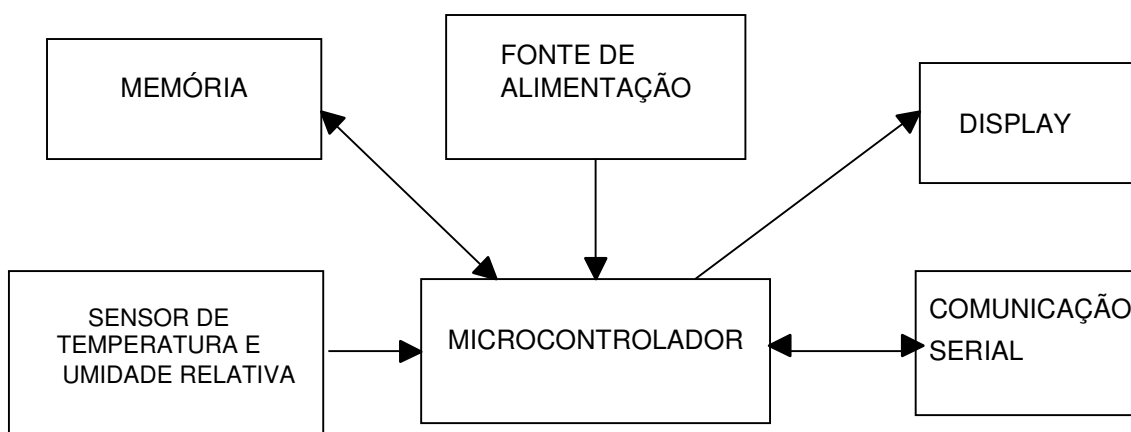 MEMÓRIA
FONTE DE
ALIMENTAÇÃO
DISPLAY
SENSOR DE
TEMPERATURA E
UMIDADE RELATIVA
MICROCONTROLADOR
COMUNICAÇÃO
SERIAL